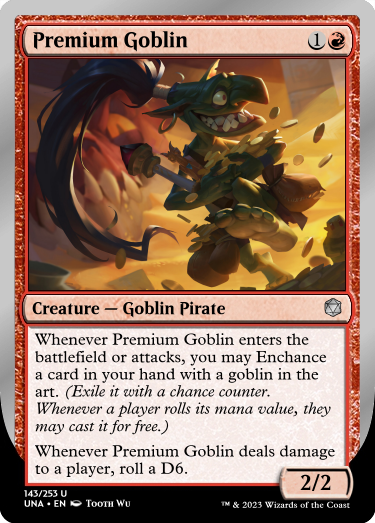 Premium Goblin 1
Creature — Goblin Pirate
Whenever Premium Goblin enters the
battlefield or attacks, you may Enchance
a card in your hand with a goblin in the
art. (Exile it with a chance counter.
Whenever a player rolls its mana value, they
may cast it for free.)
Whenever Premium Goblin deals damage
to a player, roll a D6.
2/2
143/253 U
UNA • EN Tooth Wu
™ & 2023 Wizards of the Coast